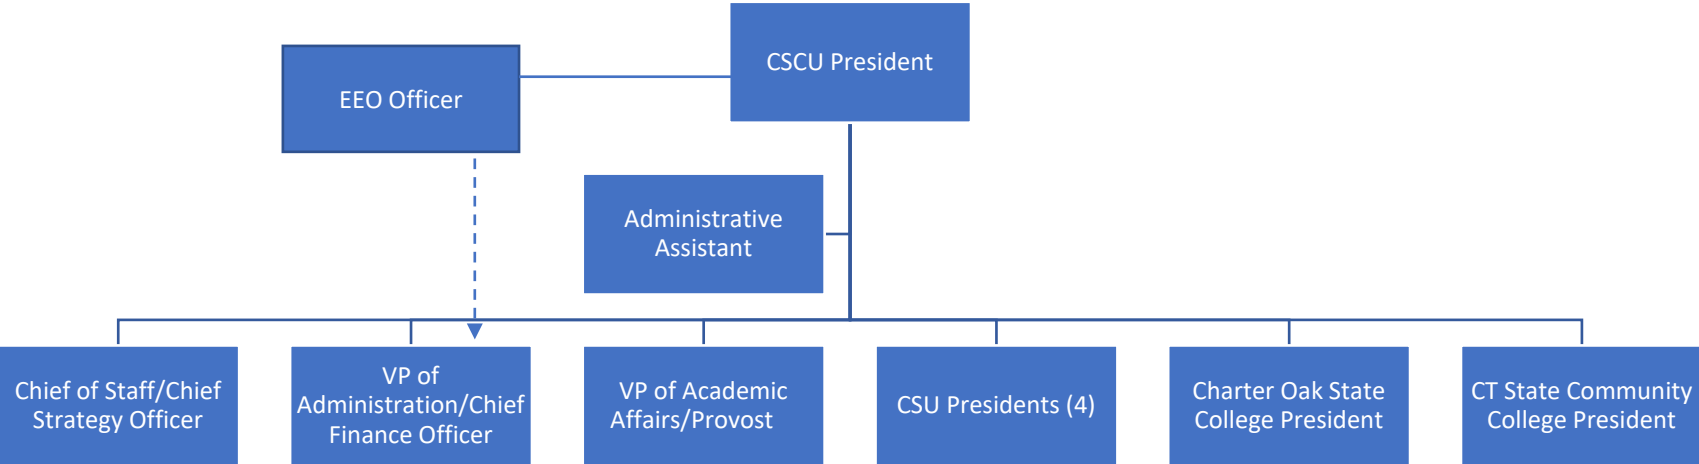 CSCU President
EEO Officer
Administrative
Assistant
Chief of Staff/Chief
Strategy Officer
VP of
Administration/Chief
Finance Officer
VP of Academic
Affairs/Provost
CSU Presidents (4)
Charter Oak State
College President
CT State Community
College President